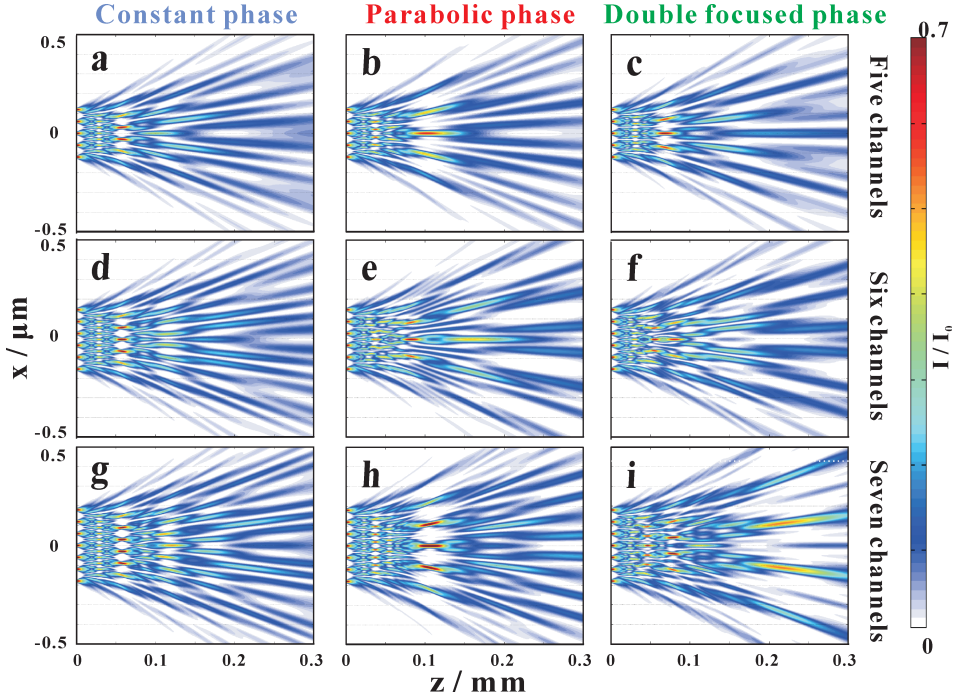 Constant phase
Parabolic phase
Double focused phase
0.7
0.5
a
b
c
0
-0.5
Five channels
0.5
d
e
f
0
-0.5
Six channels
x / μm
I / I₀
0.5
g
h
i
0
-0.5
Seven channels
0
0 0.1 0.2 0.3
0 0.1 0.2 0.3
0 0.1 0.2 0.3
z / mm